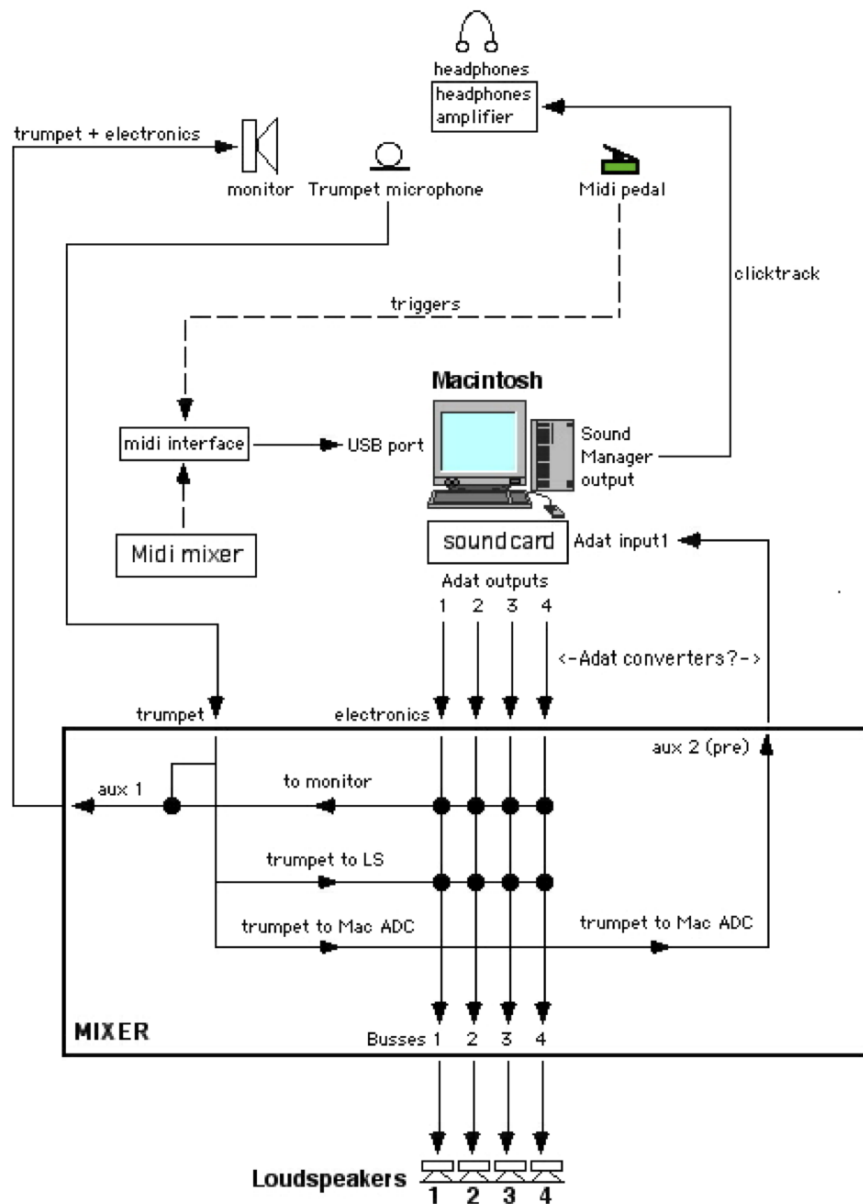 headphones
headphones
amplifier
trumpet + electronics
monitor
Trumpet microphone
Midi pedal
clicktrack
triggers
Macintosh
midi interface
USB port
Sound
Manager
output
Midi mixer
soundcard
Adat input1
Adat outputs
1 2 3 4
<-Adat converters?->
trumpet
electronics
aux 2 (pre)
aux 1
to monitor
trumpet to LS
trumpet to Mac ADC
trumpet to Mac ADC
MIXER
Busses 1 2 3 4
Loudspeakers
1 2 3 4